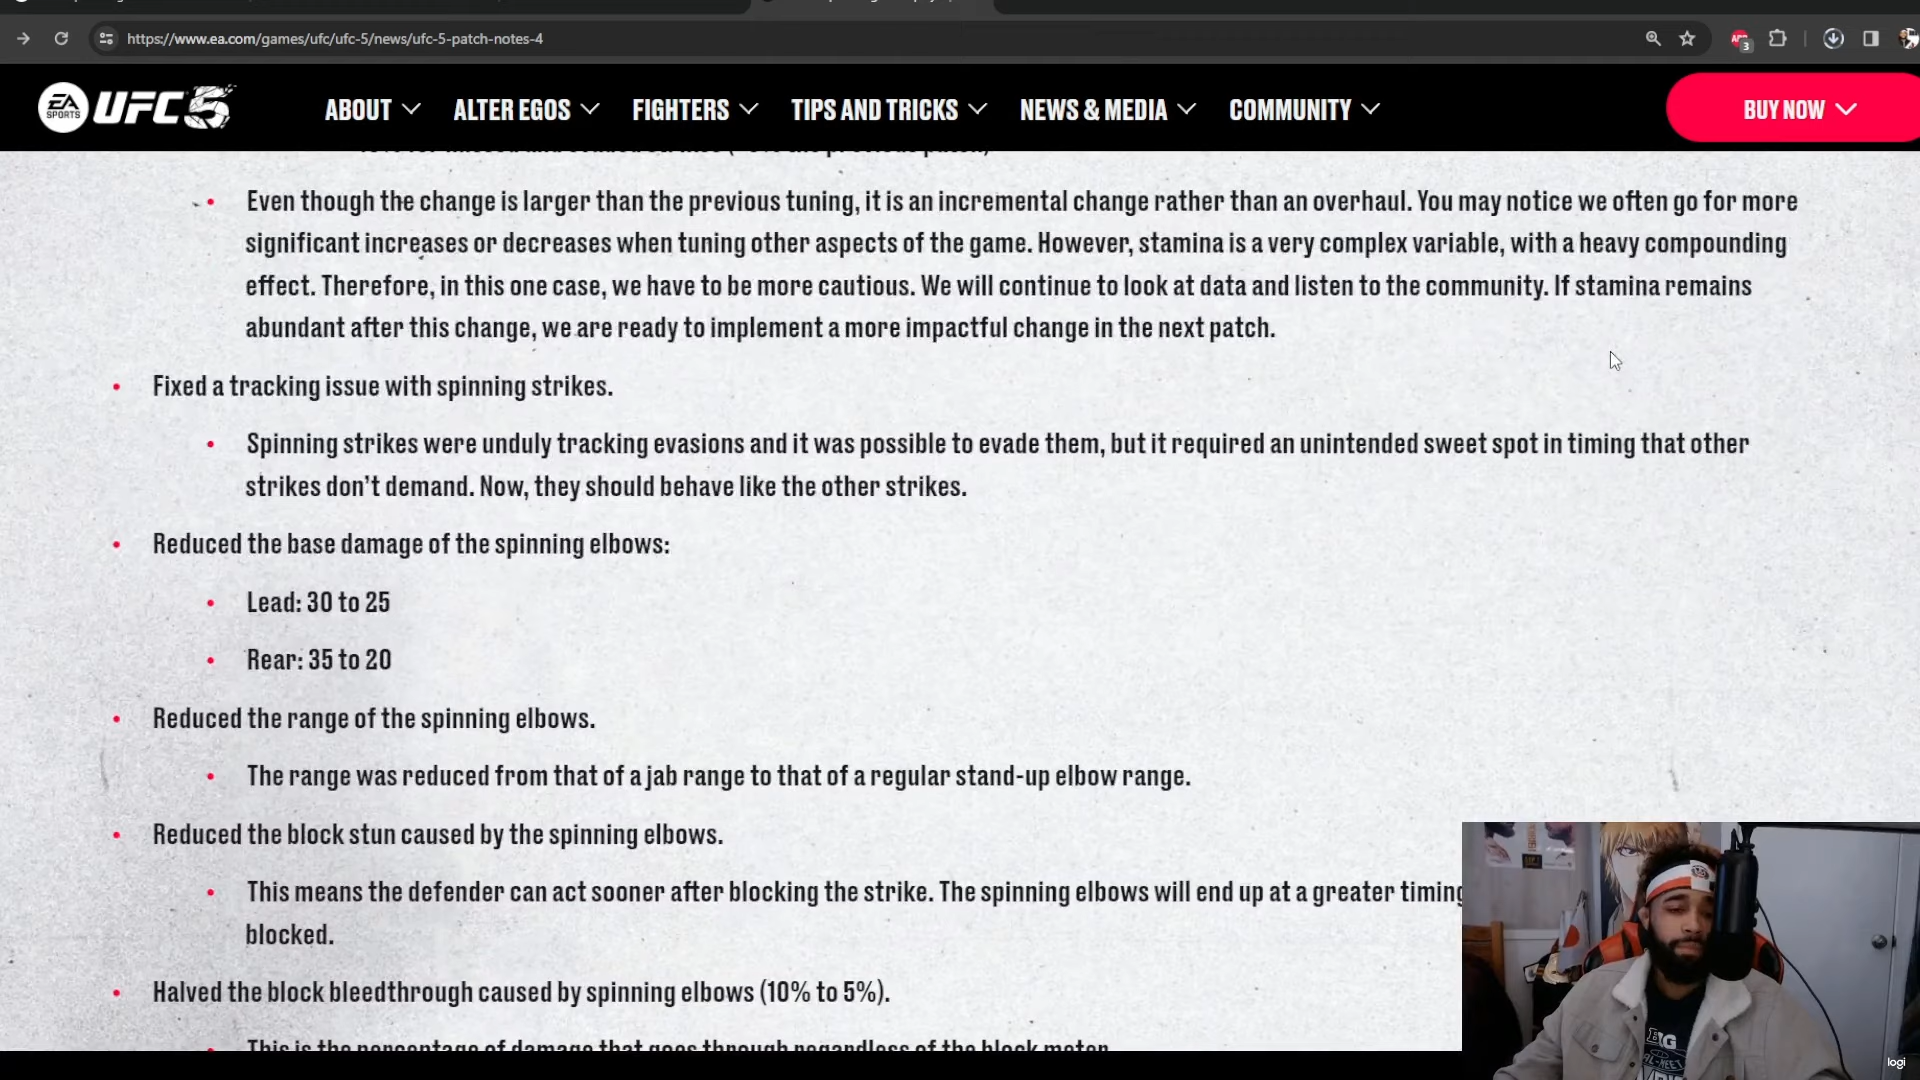 https://www.ea.com/games/ufc/ufc-5/news/ufc-5-patch-notes-4
3
EA SPORTS UFC 5 ABOUT ALTER EGOS FIGHTERS TIPS AND TRICKS NEWS & MEDIA COMMUNITY BUY NOW
Even though the change is larger than the previous tuning, it is an incremental change rather than an overhaul. You may notice we often go for more
significant increases or decreases when tuning other aspects of the game. However, stamina is a very complex variable, with a heavy compounding
effect. Therefore, in this one case, we have to be more cautious. We will continue to look at data and listen to the community. If stamina remains
abundant after this change, we are ready to implement a more impactful change in the next patch.
Fixed a tracking issue with spinning strikes.
Spinning strikes were unduly tracking evasions and it was possible to evade them, but it required an unintended sweet spot in timing that other
strikes don’t demand. Now, they should behave like the other strikes.
Reduced the base damage of the spinning elbows:
Lead: 30 to 25
Rear: 35 to 20
Reduced the range of the spinning elbows.
The range was reduced from that of a jab range to that of a regular stand-up elbow range.
Reduced the block stun caused by the spinning elbows.
This means the defender can act sooner after blocking the strike. The spinning elbows will end up at a greater timing
blocked.
Halved the block bleedthrough caused by spinning elbows (10% to 5%).
This is the percentage of damage that goes through regardless of the block meter.
logi